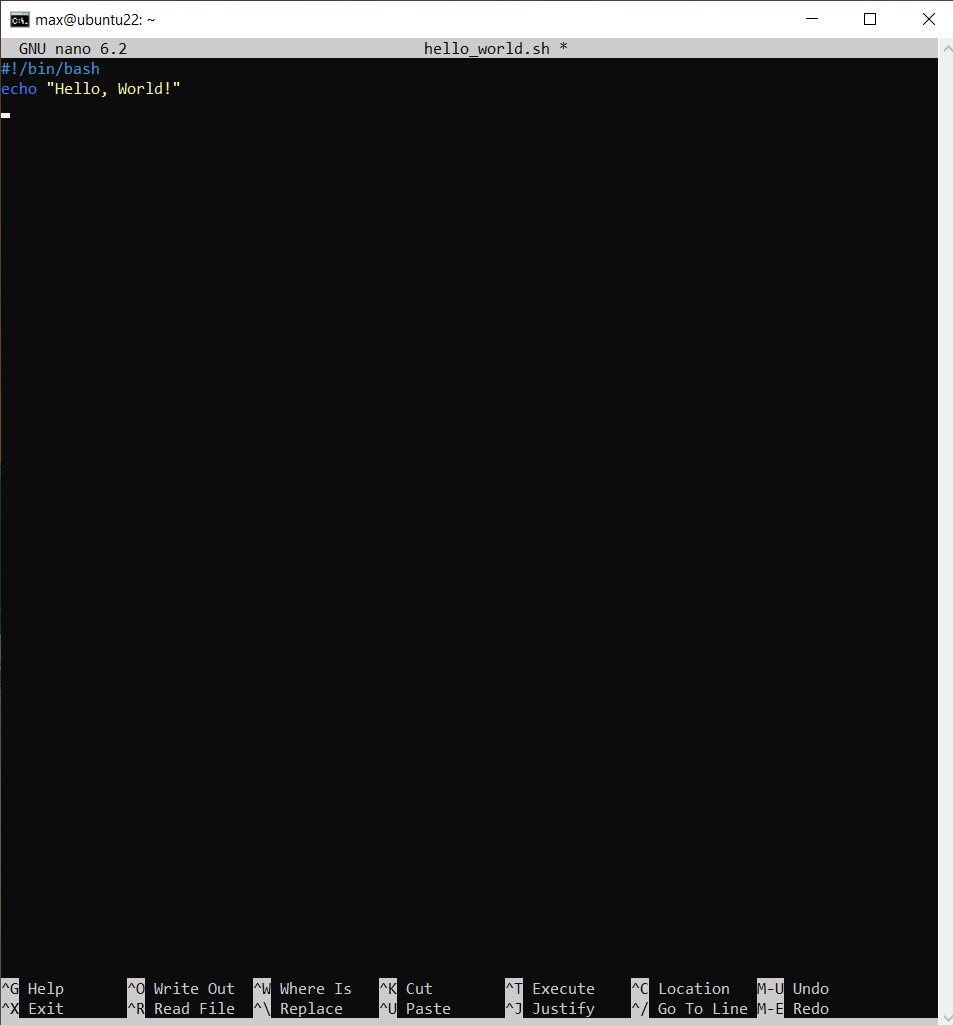 max@ubuntu22: ~
GNU nano 6.2 hello_world.sh *
#!/bin/bash
echo "Hello, World!"
^G Help ^O Write Out ^W Where Is ^K Cut ^T Execute ^C Location M-U Undo
^X Exit ^R Read File ^\ Replace ^U Paste ^J Justify ^/ Go To Line M-E Redo